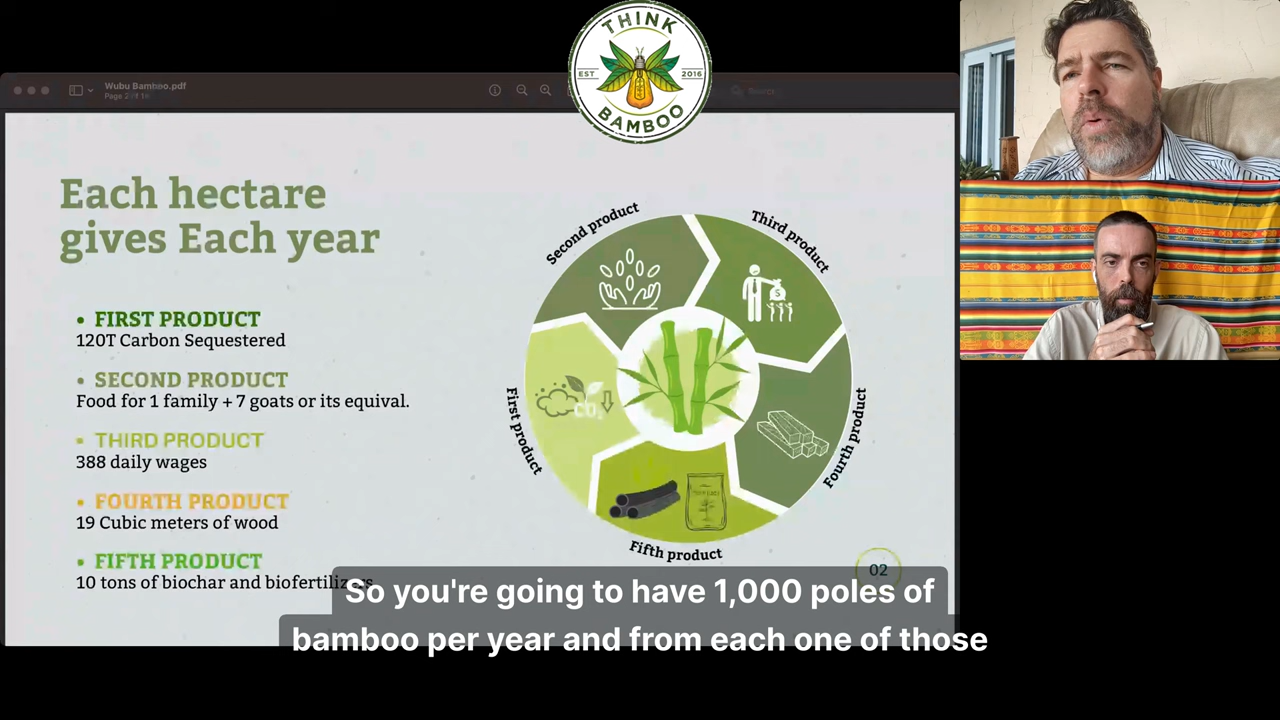 THINK
EST
2016
BAMBOO
Wubu Bamboo.pdf
Each hectare
gives Each year
• FIRST PRODUCT
120T Carbon Sequestered
• SECOND PRODUCT
Food for 1 family + 7 goats or its equival.
• THIRD PRODUCT
388 daily wages
• FOURTH PRODUCT
19 Cubic meters of wood
• FIFTH PRODUCT
10 tons of biochar and biofertilizers
Second product
Third product
First product
Fourth product
Fifth product
$
02
So you're going to have 1,000 poles of
bamboo per year and from each one of those